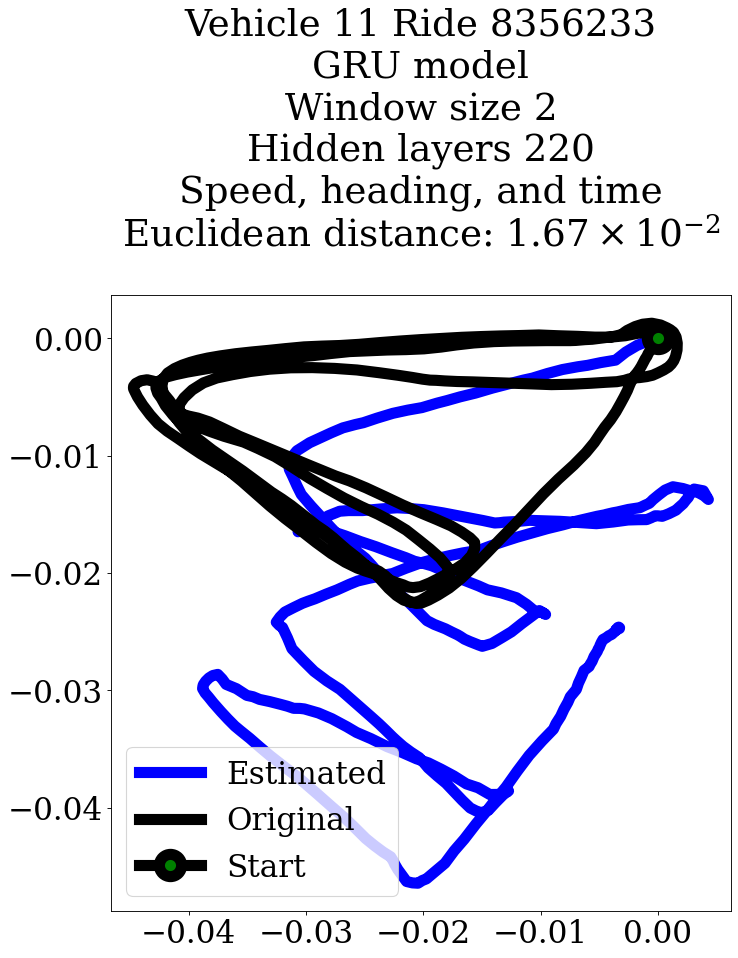 Vehicle 11 Ride 8356233
GRU model
Window size 2
Hidden layers 220
Speed, heading, and time
Euclidean distance: 1.67 × 10⁻²
0.00
−0.01
−0.02
−0.03
−0.04
Estimated
Original
Start
−0.04 −0.03 −0.02 −0.01 0.00